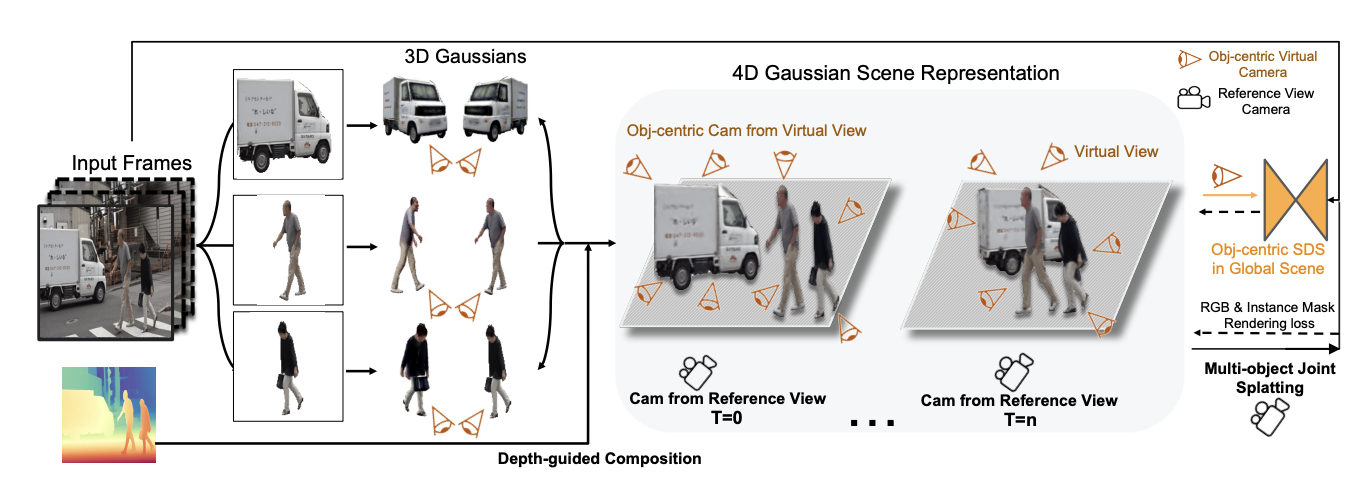 3D Gaussians
4D Gaussian Scene Representation
Obj-centric Virtual
Camera
Reference View
Camera
Input Frames
Obj-centric Cam from Virtual View
Virtual View
Obj-centric SDS
in Global Scene
RGB & Instance Mask
Rendering loss
Multi-object Joint
Splatting
Cam from Reference View
T=0
...
Cam from Reference View
T=n
Depth-guided Composition